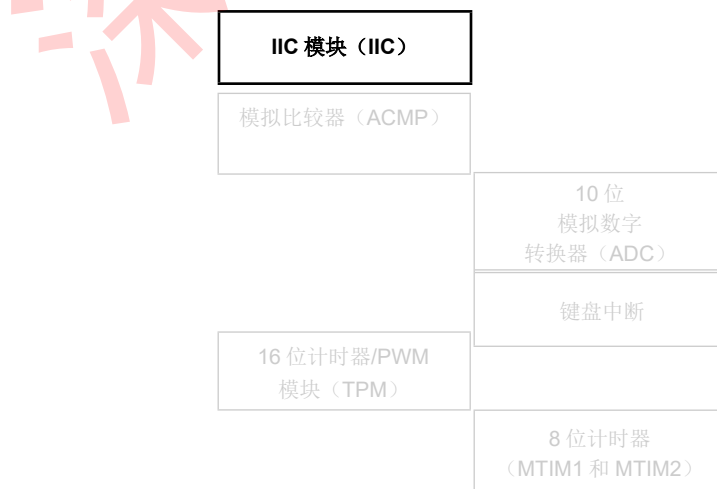 IIC 模块（IIC）
模拟比较器（ACMP）
10 位
模拟数字
转换器（ADC）
键盘中断
16 位计时器/PWM
模块（TPM）
8 位计时器
（MTIM1 和 MTIM2）